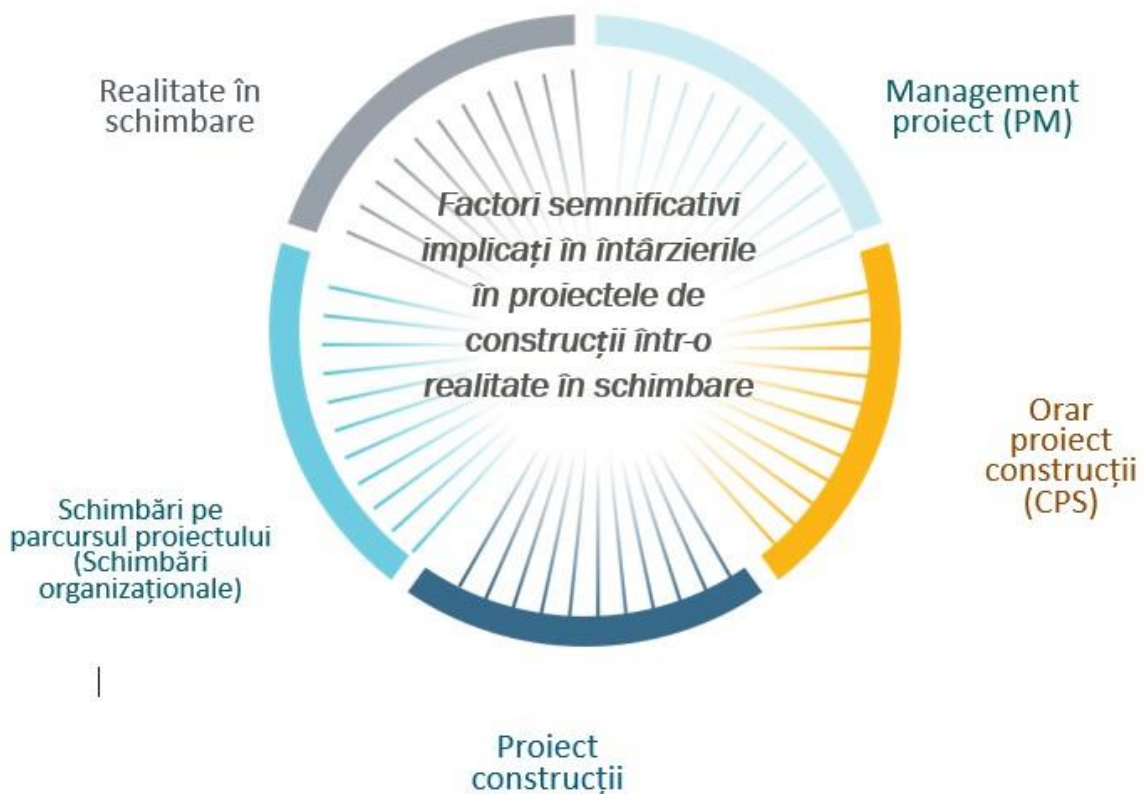 Realitate în
schimbare
Management
proiect (PM)
Factori semnificativi
implicați în întârzierile
în proiectele de
construcții într-o
realitate în schimbare
Orar
proiect
construcții
(CPS)
Schimbări pe
parcursul proiectului
(Schimbări
organizaționale)
Proiect
construcții